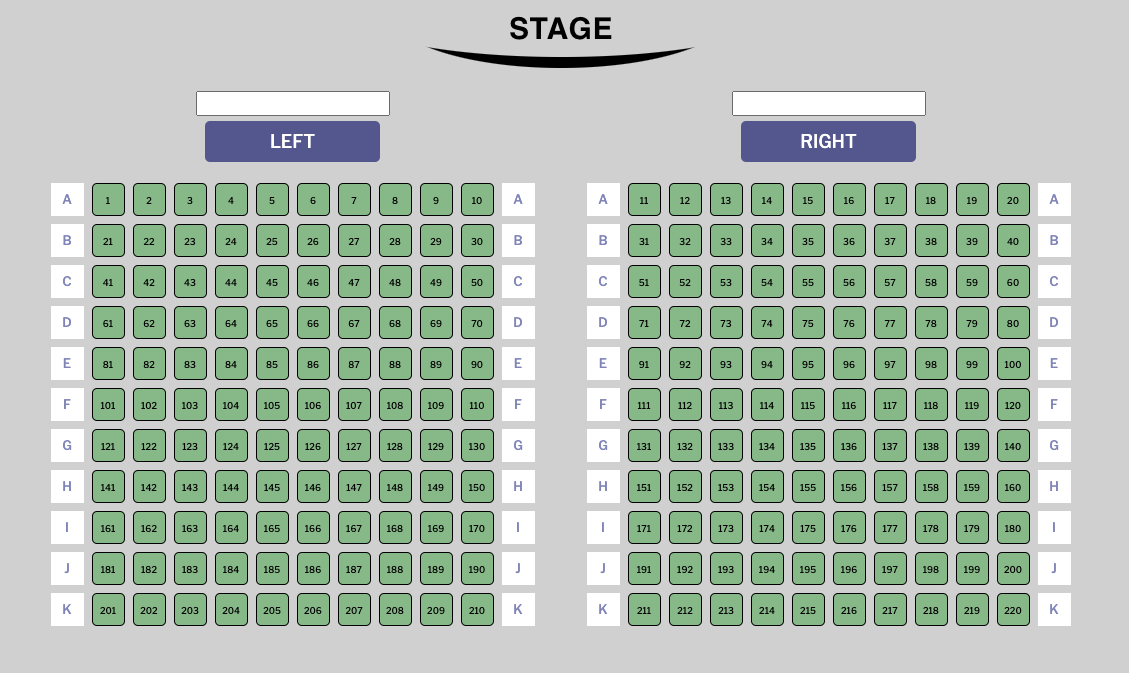 STAGE
LEFT RIGHT
A 1 2 3 4 5 6 7 8 9 10 A A 11 12 13 14 15 16 17 18 19 20 A
B 21 22 23 24 25 26 27 28 29 30 B B 31 32 33 34 35 36 37 38 39 40 B
C 41 42 43 44 45 46 47 48 49 50 C C 51 52 53 54 55 56 57 58 59 60 C
D 61 62 63 64 65 66 67 68 69 70 D D 71 72 73 74 75 76 77 78 79 80 D
E 81 82 83 84 85 86 87 88 89 90 E E 91 92 93 94 95 96 97 98 99 100 E
F 101 102 103 104 105 106 107 108 109 110 F F 111 112 113 114 115 116 117 118 119 120 F
G 121 122 123 124 125 126 127 128 129 130 G G 131 132 133 134 135 136 137 138 139 140 G
H 141 142 143 144 145 146 147 148 149 150 H H 151 152 153 154 155 156 157 158 159 160 H
I 161 162 163 164 165 166 167 168 169 170 I I 171 172 173 174 175 176 177 178 179 180 I
J 181 182 183 184 185 186 187 188 189 190 J J 191 192 193 194 195 196 197 198 199 200 J
K 201 202 203 204 205 206 207 208 209 210 K K 211 212 213 214 215 216 217 218 219 220 K